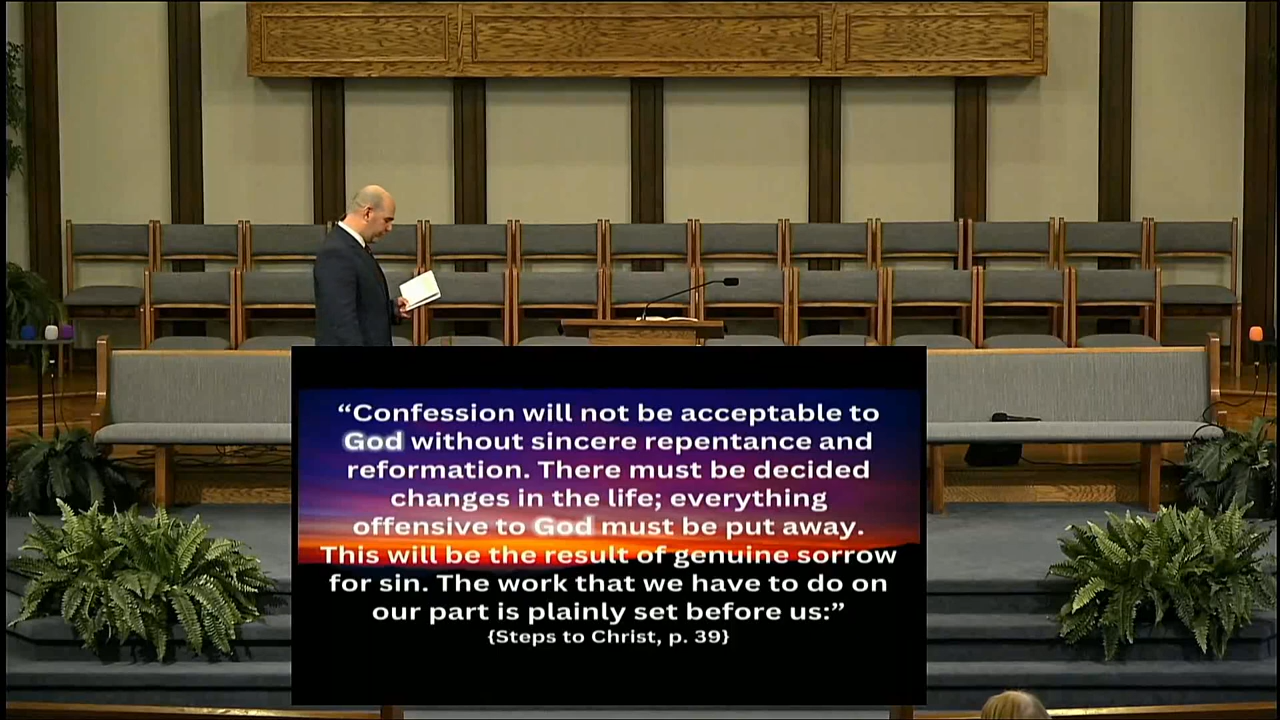 “Confession will not be acceptable to
God without sincere repentance and
reformation. There must be decided
changes in the life; everything
offensive to God must be put away.
This will be the result of genuine sorrow
for sin. The work that we have to do on
our part is plainly set before us:”
{Steps to Christ, p. 39}